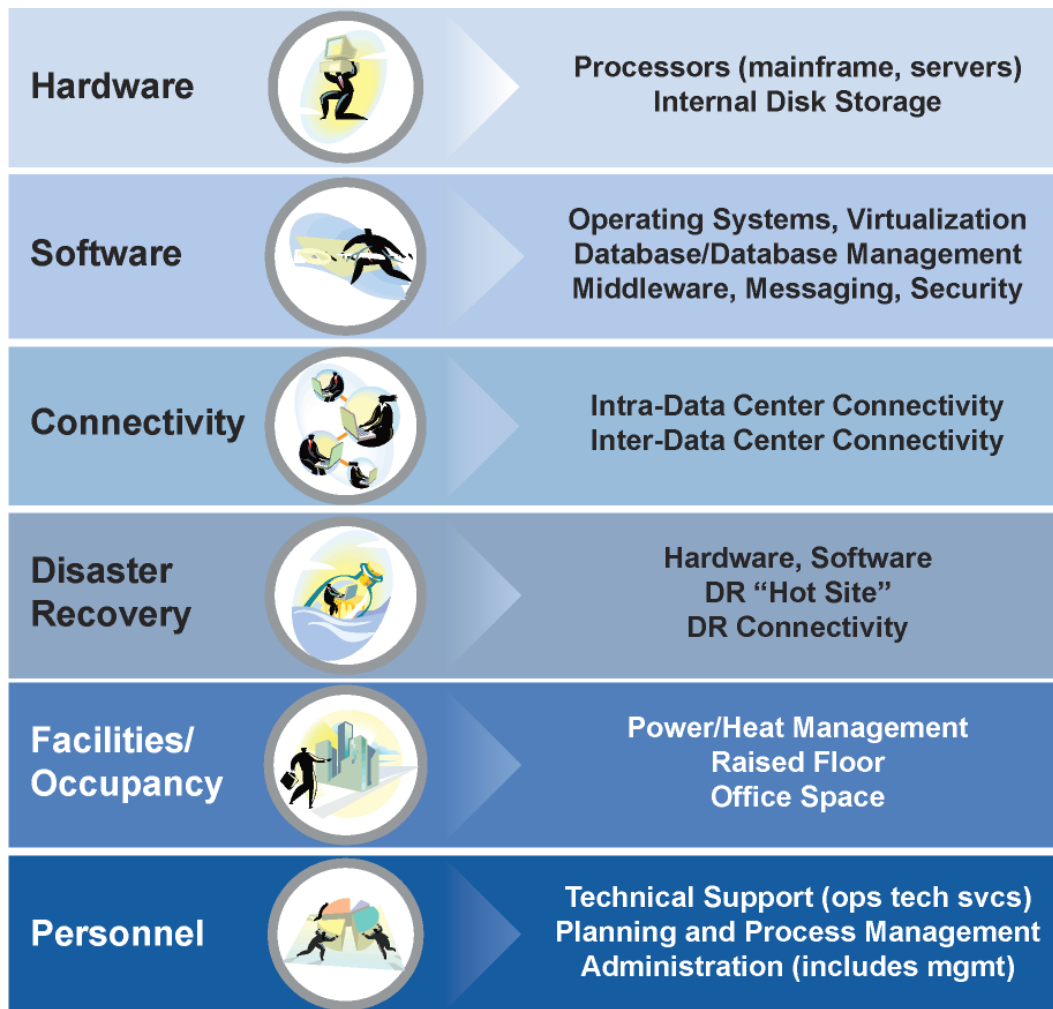 Hardware
Processors (mainframe, servers)
Internal Disk Storage
Software
Operating Systems, Virtualization
Database/Database Management
Middleware, Messaging, Security
Connectivity
Intra-Data Center Connectivity
Inter-Data Center Connectivity
Disaster
Recovery
Hardware, Software
DR “Hot Site”
DR Connectivity
Facilities/
Occupancy
Power/Heat Management
Raised Floor
Office Space
Personnel
Technical Support (ops tech svcs)
Planning and Process Management
Administration (includes mgmt)